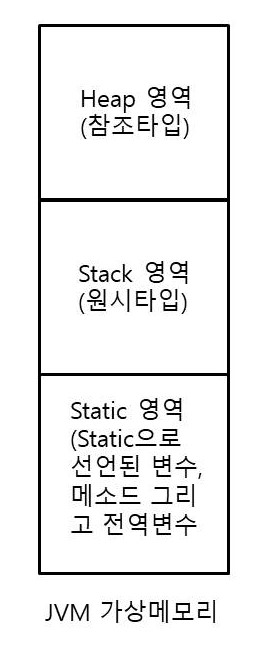 Heap 영역
(참조타입)
Stack 영역
(원시타입)
Static 영역
(Static으로
선언된 변수,
메소드 그리
고 전역변수
JVM 가상메모리